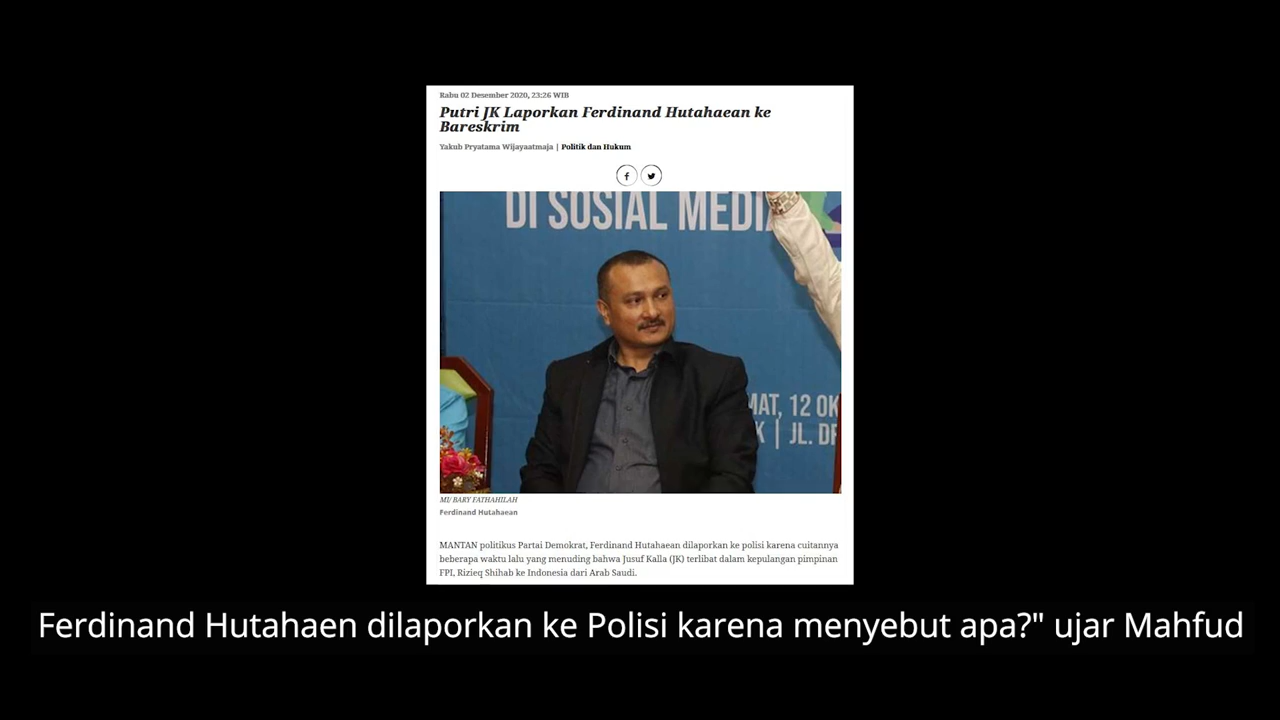 Rabu 02 Desember 2020, 23:26 WIB
Putri JK Laporkan Ferdinand Hutahaean ke
Bareskrim
Yakub Pryatama Wijayaatmaja | Politik dan Hukum
DI SOSIAL MEDIA
MAT, 12 OK
K | JL. DR
MI/ BARY FATHAHILAH
Ferdinand Hutahaean
MANTAN politikus Partai Demokrat, Ferdinand Hutahaean dilaporkan ke polisi karena cuitannya
beberapa waktu lalu yang menuding bahwa Jusuf Kalla (JK) terlibat dalam kepulangan pimpinan
FPI, Rizieq Shihab ke Indonesia dari Arab Saudi.
Ferdinand Hutahaen dilaporkan ke Polisi karena menyebut apa?" ujar Mahfud